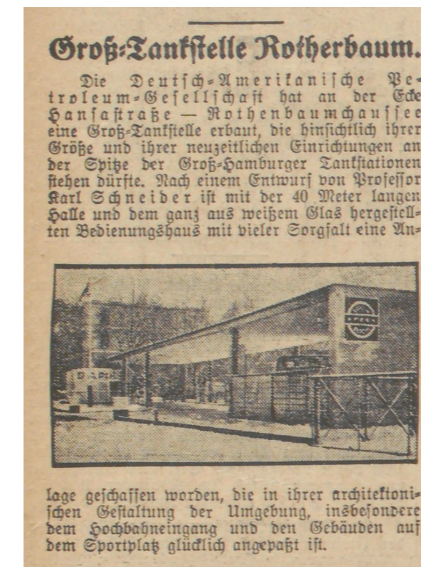 Groß-Tankstelle Rotherbaum.
Die Deutsch-Amerikanische Pe-
troleum-Gesellschaft hat an der Ecke
Hansastraße — Rothenbaumchaussee
eine Groß-Tankstelle erbaut, die hinsichtlich ihrer
Größe und ihrer neuzeitlichen Einrichtungen an
der Spitze der Groß-Hamburger Tankstationen
stehen dürfte. Nach einem Entwurf von Professor
Karl Schneider ist mit der 40 Meter langen
Halle und dem ganz aus weißem Glas hergestell-
ten Bedienungshaus mit vieler Sorgfalt eine An-
lage geschaffen worden, die in ihrer architektoni-
schen Gestaltung der Umgebung, insbesondere
dem Hochbahneingang und den Gebäuden auf
dem Sportplatz glücklich angepaßt ist.